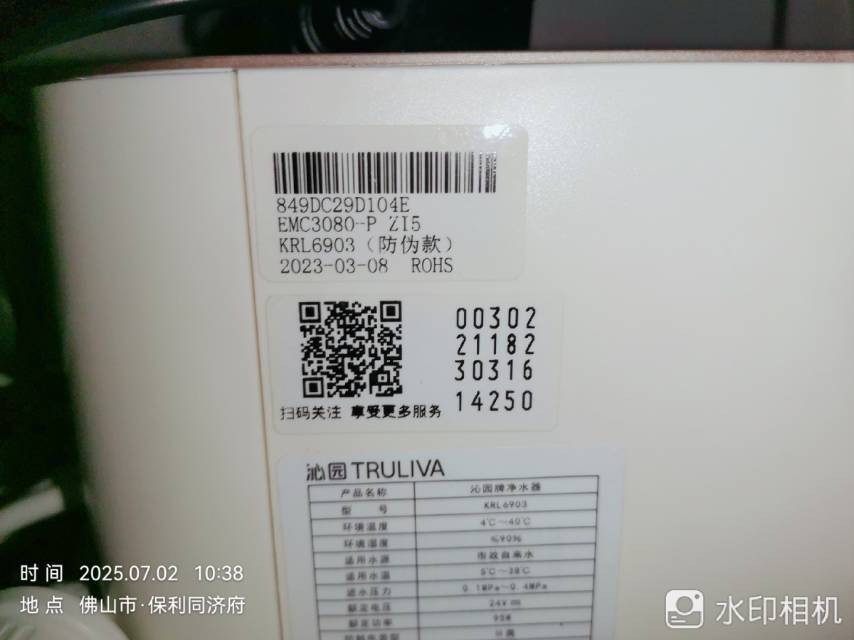 849DC29D104E
EMC3080-P Z15
KRL6903（防伪款）
2023-03-08 ROHS
00302
21182
30316
14250
扫码关注 享受更多服务
沁园 TRULIVA
产品名称 沁园牌净水器
型 号 KRL6903
环境温度 4℃～40℃
环境湿度 ≤90%
适用水源 市政自来水
适用水温 5℃～38℃
进水压力 0.1MPa～0.4MPa
额定电压 24V
额定功率
时间 2025.07.02 10:38
地点 佛山市·保利同济府
水印相机